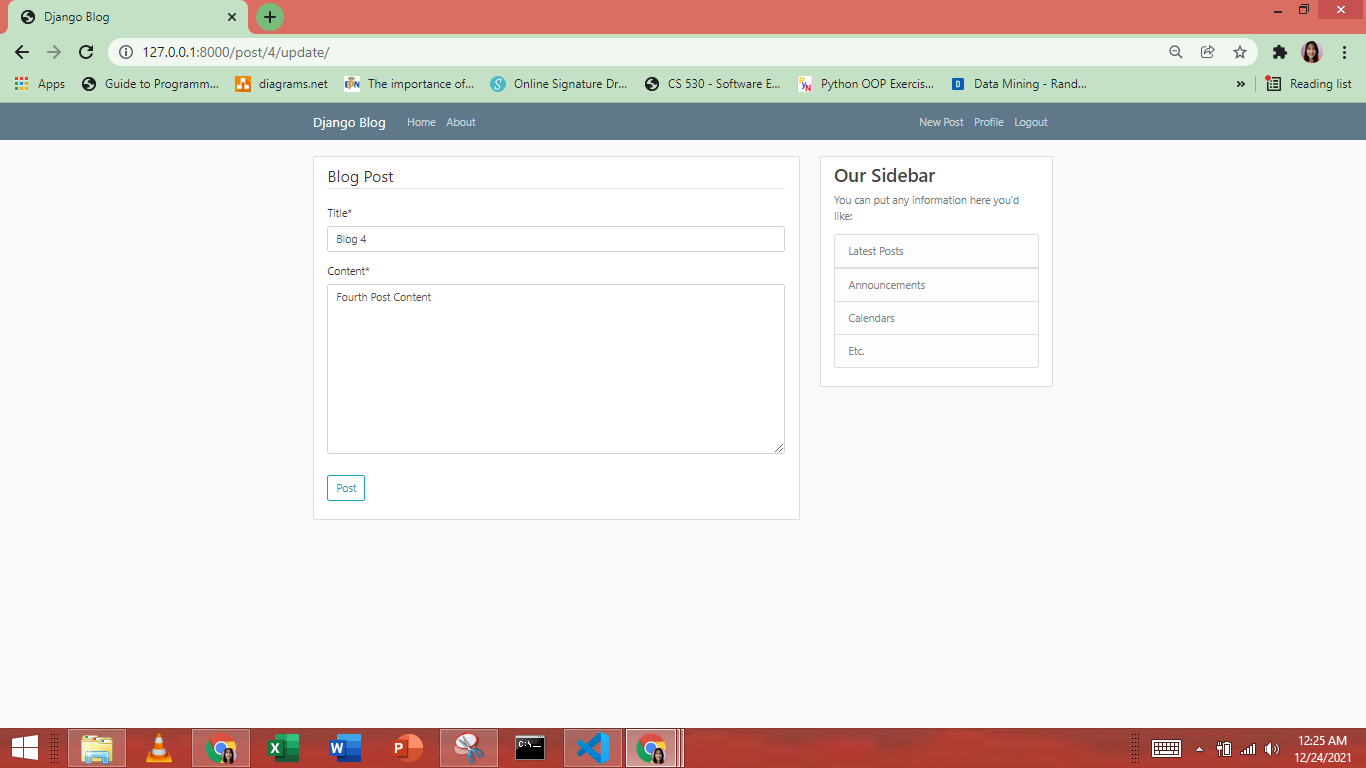 Django Blog
127.0.0.1:8000/post/4/update/
Apps Guide to Programm... diagrams.net The importance of... Online Signature Dr... CS 530 - Software E... Python OOP Exercis... Data Mining - Rand... » Reading list
Django Blog Home About New Post Profile Logout
Blog Post
Title*
Blog 4
Content*
Fourth Post Content
Post
Our Sidebar
You can put any information here you'd
like:
Latest Posts
Announcements
Calendars
Etc.
12:25 AM
12/24/2021